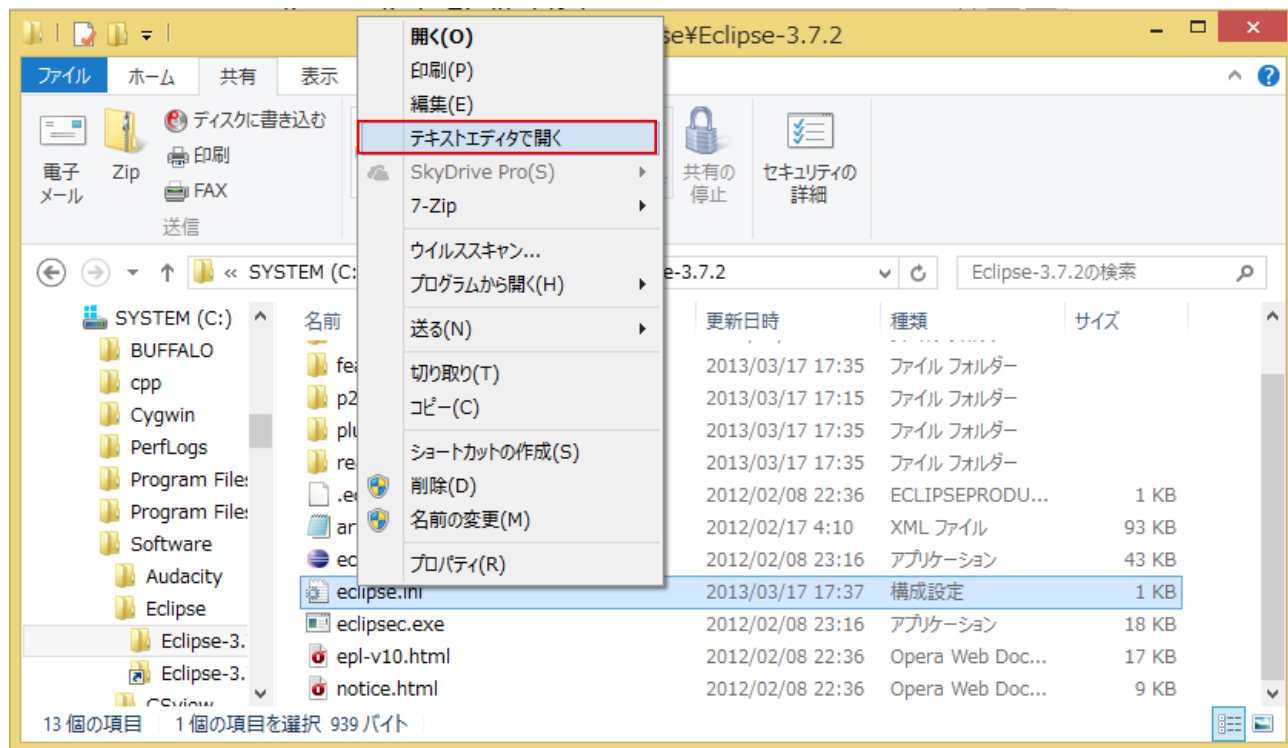 se¥Eclipse-3.7.2
ファイル ホーム 共有 表示
電子メール
Zip
ディスクに書き込む
印刷
FAX
送信
共有の停止
セキュリティの詳細
開く(O)
印刷(P)
編集(E)
テキストエディタで開く
SkyDrive Pro(S)
7-Zip
ウイルススキャン...
プログラムから開く(H)
送る(N)
切り取り(T)
コピー(C)
ショートカットの作成(S)
削除(D)
名前の変更(M)
プロパティ(R)
« SYSTEM (C: e-3.7.2 Eclipse-3.7.2の検索
SYSTEM (C:)
BUFFALO
cpp
Cygwin
PerfLogs
Program Files
Program Files
Software
Audacity
Eclipse
Eclipse-3.
Eclipse-3.
CSview
名前 更新日時 種類 サイズ
fea 2013/03/17 17:35 ファイル フォルダー
p2 2013/03/17 17:15 ファイル フォルダー
plu 2013/03/17 17:35 ファイル フォルダー
re 2013/03/17 17:35 ファイル フォルダー
.ec 2012/02/08 22:36 ECLIPSEPRODU... 1 KB
ar 2012/02/17 4:10 XML ファイル 93 KB
ec 2012/02/08 23:16 アプリケーション 43 KB
eclipse.ini 2013/03/17 17:37 構成設定 1 KB
eclipsec.exe 2012/02/08 23:16 アプリケーション 18 KB
epl-v10.html 2012/02/08 22:36 Opera Web Doc... 17 KB
notice.html 2012/02/08 22:36 Opera Web Doc... 9 KB
13 個の項目 1 個の項目を選択 939 バイト